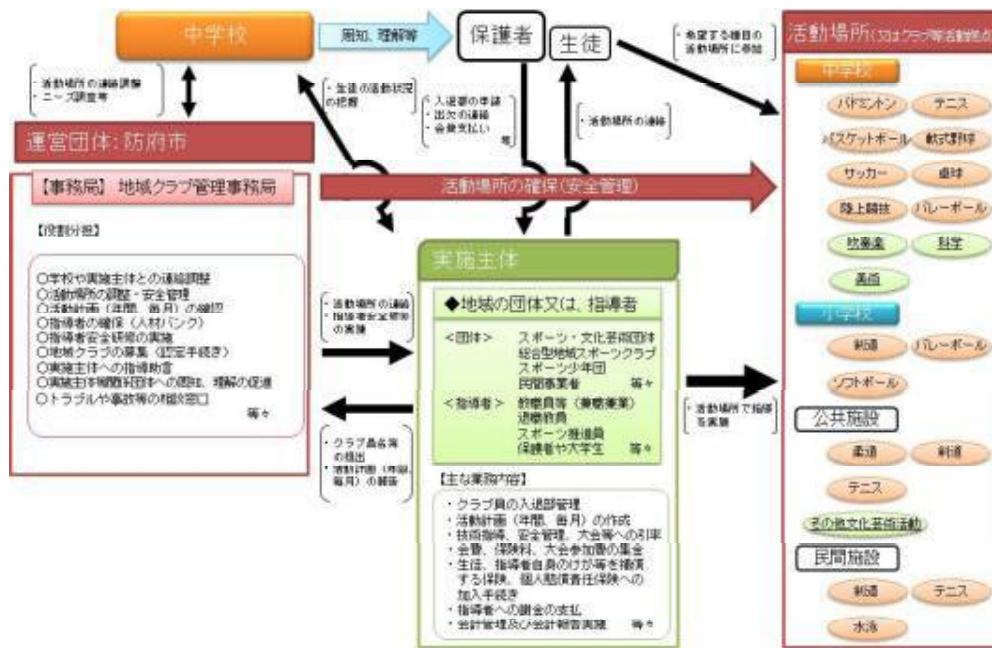 中学校
周知、理解等
保護者
生徒
・希望する種目の
活動場所に参加
・活動場所の連絡調整
・ニーズ調査等
・生徒の活動状況
の把握
・入退部の申請
・出欠の連絡
・会費支払い
等
・活動場所の連絡
運営団体：防府市
【事務局】 地域クラブ管理事務局
【役割分担】
○学校や実施主体との連絡調整
○活動場所の調整・安全管理
○活動計画（年間、毎月）の確認
○指導者の確保（人材バンク）
○指導者安全研修の実施
○地域クラブの募集（認定手続き）
○実施主体への指導助言
○実施主体等関係団体への周知、理解の促進
○トラブルや事故等の相談窓口
等々
活動場所の確保（安全管理）
・活動場所の連絡
・指導者安全研修
の実施
・クラブ員名簿
の提出
・活動計画（年間、
毎月）の報告
実施主体
◆地域の団体又は、指導者
＜団体＞ スポーツ・文化芸術団体
総合型地域スポーツクラブ
スポーツ少年団
民間事業者 等々
＜指導者＞ 教職員等（兼職兼業）
退職教員
スポーツ推進員
保護者や大学生 等々
【主な業務内容】
・クラブ員の入退部管理
・活動計画（年間、毎月）の作成
・技術指導、安全管理、大会等への引率
・会費、保険料、大会参加費の集金
・生徒、指導者自身のけが等を補償
する保険、個人賠償責任保険への
加入手続き
・指導者への謝金の支払
・会計管理及び会計報告実施 等々
・活動場所で指導
を実施
活動場所（又はクラブ等活動拠点）
中学校
バドミントン テニス
バスケットボール 軟式野球
サッカー 卓球
陸上競技 バレーボール
吹奏楽 科学
美術
小学校
剣道 バレーボール
ソフトボール
公共施設
柔道 剣道
テニス
その他文化芸術活動
民間施設
剣道 テニス
水泳